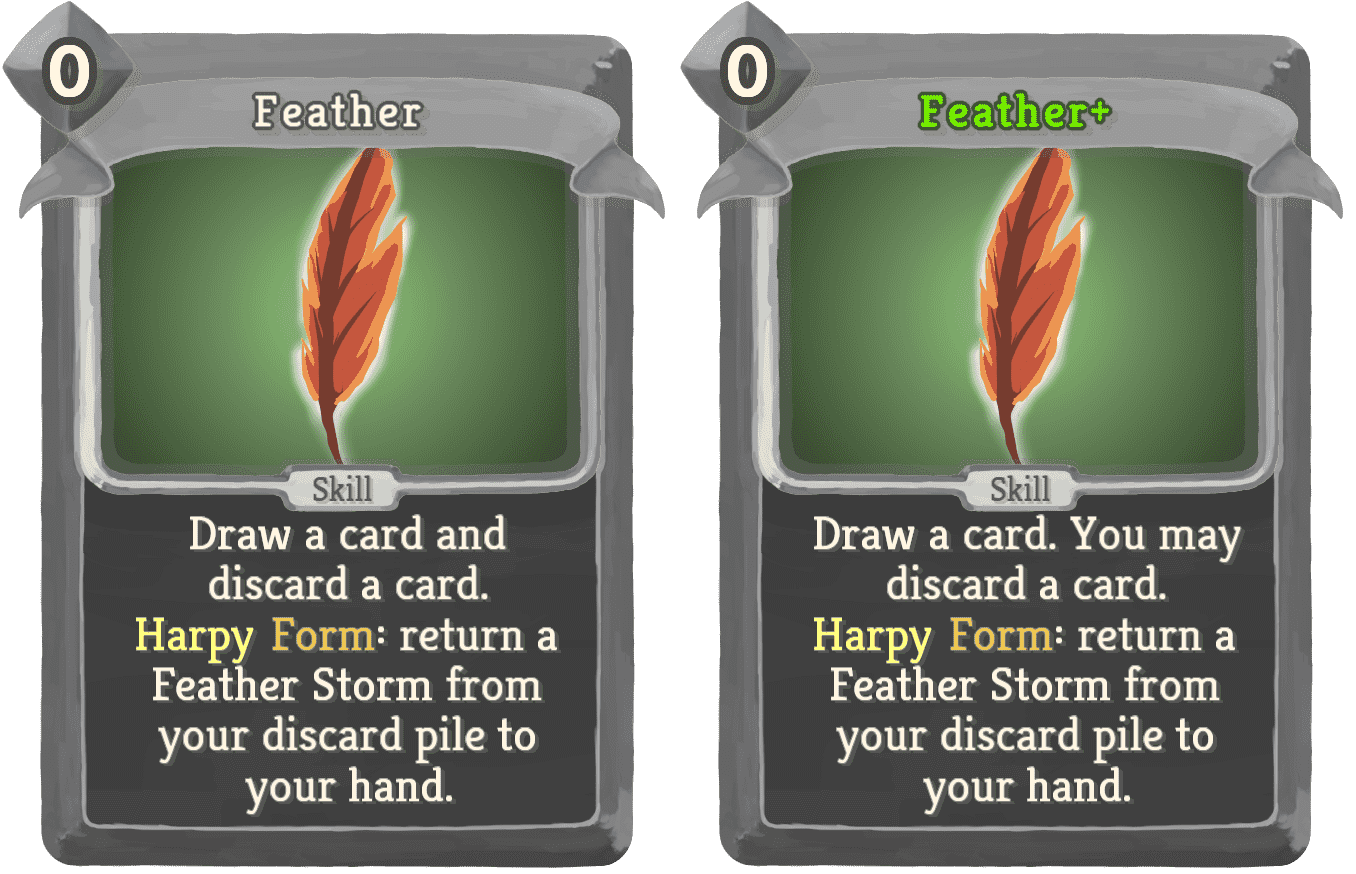 0
Feather
Skill
Draw a card and
discard a card.
Harpy Form: return a
Feather Storm from
your discard pile to
your hand.
0
Feather+
Skill
Draw a card. You may
discard a card.
Harpy Form: return a
Feather Storm from
your discard pile to
your hand.